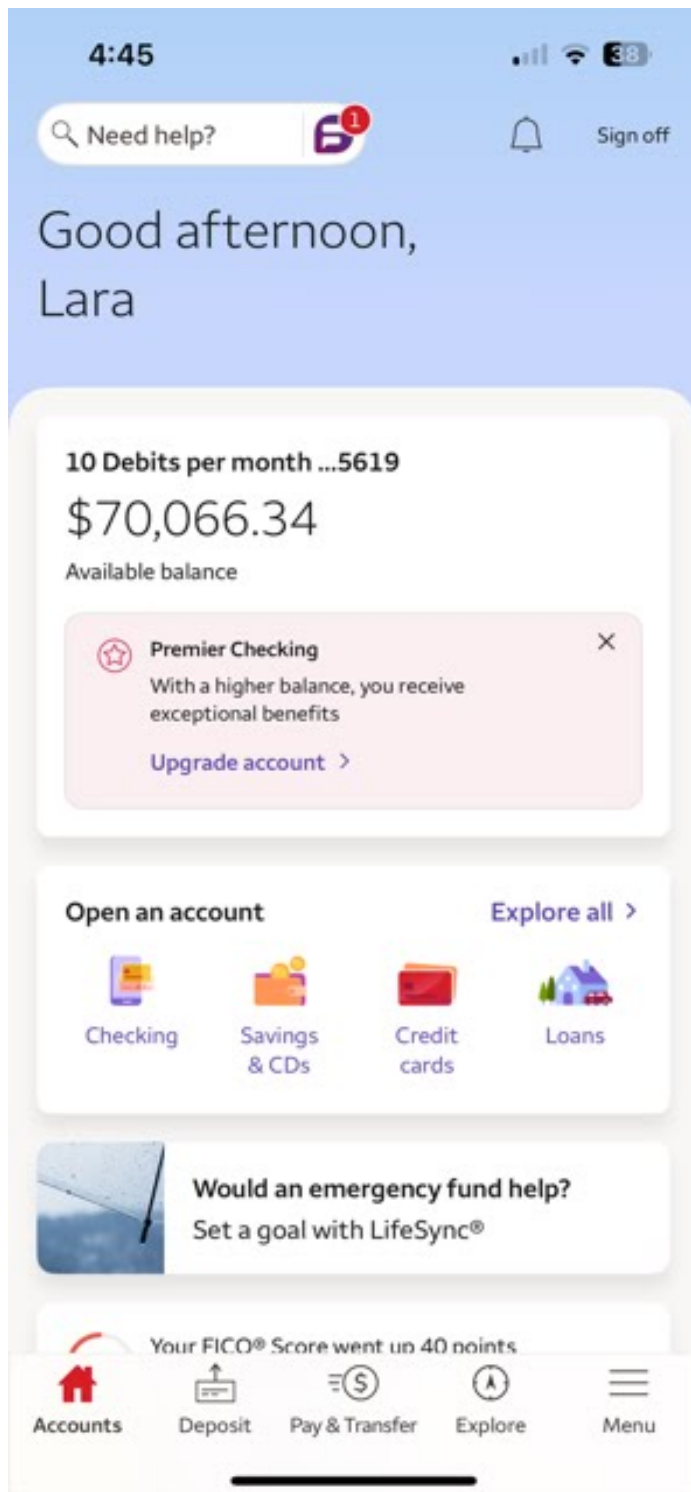 4:45
38
Need help?
1
Sign off
Good afternoon,
Lara
10 Debits per month ...5619
$70,066.34
Available balance
Premier Checking
With a higher balance, you receive
exceptional benefits
Upgrade account
Open an account
Explore all
Checking
Savings
& CDs
Credit
cards
Loans
Would an emergency fund help?
Set a goal with LifeSync®
Your FICO® Score went up 40 points
Accounts
Deposit
Pay & Transfer
Explore
Menu